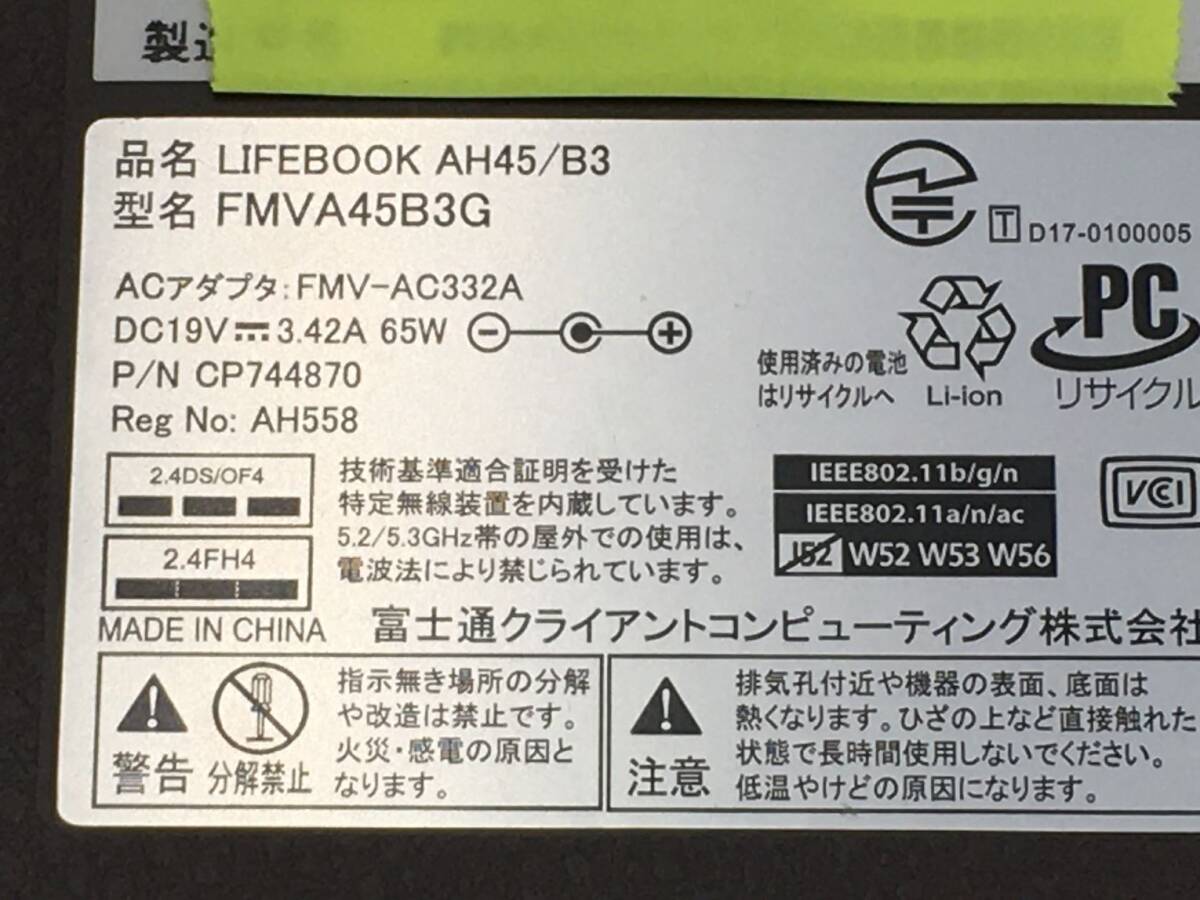 製造
品名 LIFEBOOK AH45/B3
型名 FMVA45B3G
ACアダプタ:FMV-AC332A
DC19V 3.42A 65W
P/N CP744870
Reg No: AH558
T D17-0100005
使用済みの電池
はリサイクルへ
Li-ion
PC
リサイクル
2.4DS/OF4
2.4FH4
技術基準適合証明を受けた
特定無線装置を内蔵しています。
5.2/5.3GHz帯の屋外での使用は、
電波法により禁じられています。
IEEE802.11b/g/n
IEEE802.11a/n/ac
J52 W52 W53 W56
VCCI
MADE IN CHINA
富士通クライアントコンピューティング株式会社
警告
分解禁止
指示無き場所の分解
や改造は禁止です。
火災・感電の原因と
なります。
注意
排気孔付近や機器の表面、底面は
熱くなります。ひざの上など直接触れた
状態で長時間使用しないでください。
低温やけどの原因になります。